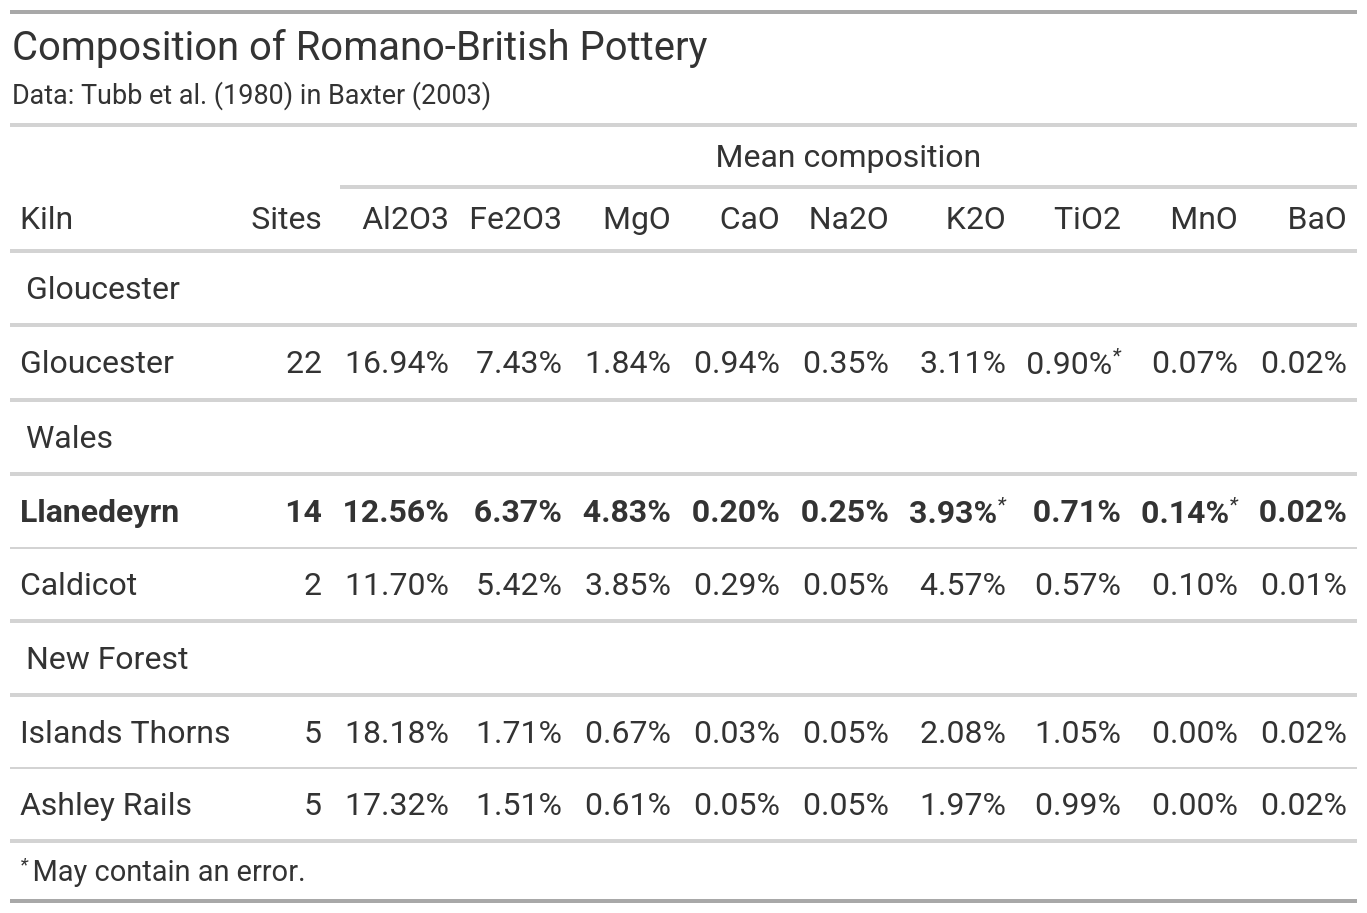 Composition of Romano-British Pottery
Data: Tubb et al. (1980) in Baxter (2003)
Mean composition
Kiln Sites Al2O3 Fe2O3 MgO CaO Na2O K2O TiO2 MnO BaO
Gloucester
Gloucester 22 16.94% 7.43% 1.84% 0.94% 0.35% 3.11% 0.90%* 0.07% 0.02%
Wales
Llanedeyrn 14 12.56% 6.37% 4.83% 0.20% 0.25% 3.93%* 0.71% 0.14%* 0.02%
Caldicot 2 11.70% 5.42% 3.85% 0.29% 0.05% 4.57% 0.57% 0.10% 0.01%
New Forest
Islands Thorns 5 18.18% 1.71% 0.67% 0.03% 0.05% 2.08% 1.05% 0.00% 0.02%
Ashley Rails 5 17.32% 1.51% 0.61% 0.05% 0.05% 1.97% 0.99% 0.00% 0.02%
* May contain an error.